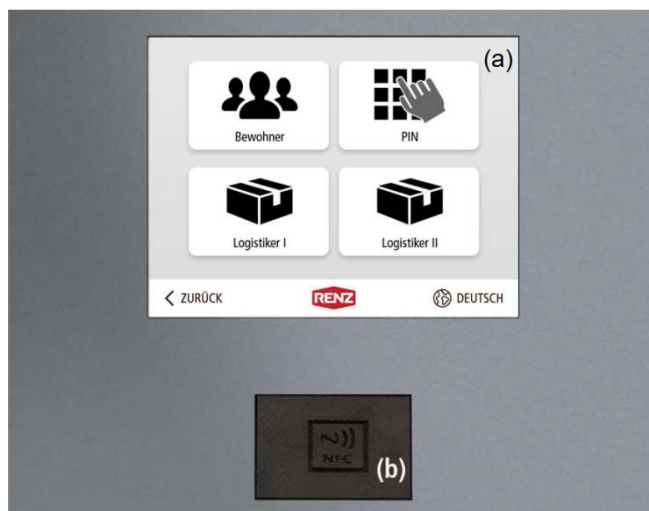 (a)
Bewohner
PIN
Logistiker I
Logistiker II
ZURÜCK
RENZ
DEUTSCH
NFC
(b)